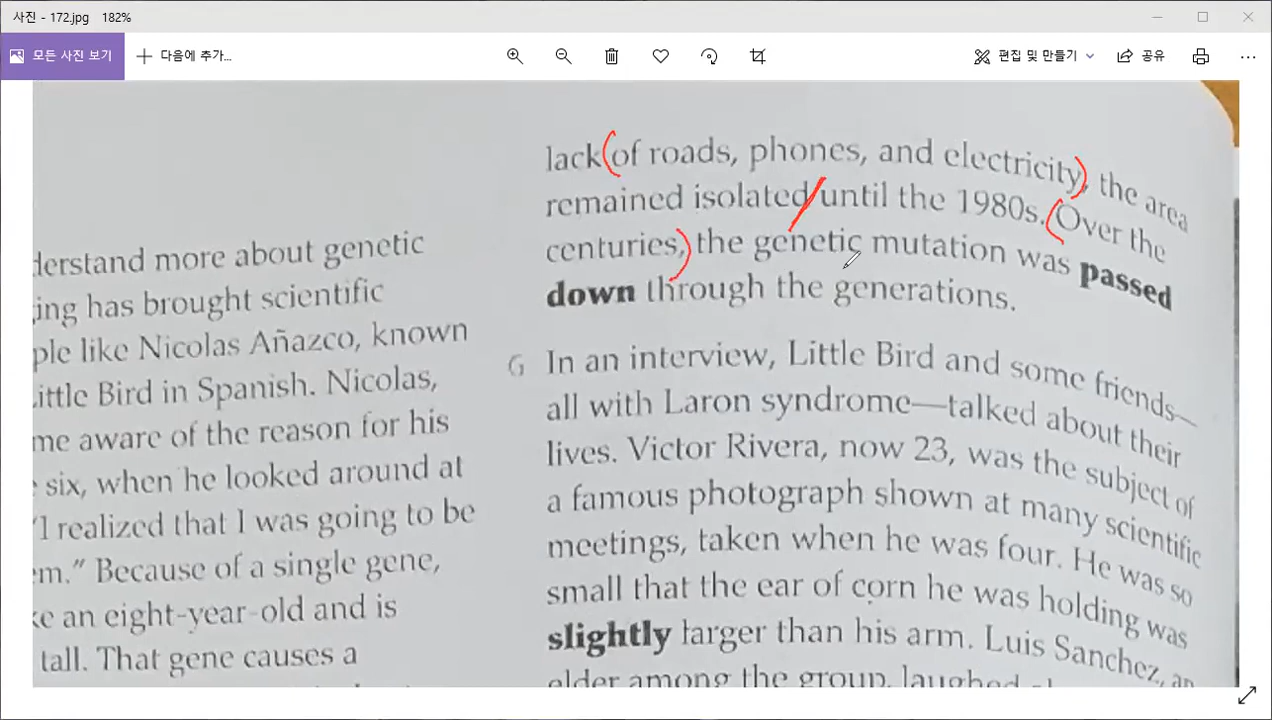 사진 - 172.jpg 182%
모든 사진 보기
다음에 추가...
편집 및 만들기
공유
derstand more about genetic
ging has brought scientific
ple like Nicolas Añazco, known
Little Bird in Spanish. Nicolas,
me aware of the reason for his
six, when he looked around at
"I realized that I was going to be
em." Because of a single gene,
ke an eight-year-old and is
tall. That gene causes a
lack of roads, phones, and electricity, the area
remained isolated until the 1980s. Over the
centuries, the genetic mutation was passed
down through the generations.
G In an interview, Little Bird and some friends—
all with Laron syndrome—talked about their
lives. Victor Rivera, now 23, was the subject of
a famous photograph shown at many scientific
meetings, taken when he was four. He was so
small that the ear of corn he was holding was
slightly larger than his arm. Luis Sanchez, an
elder among the group, laughed